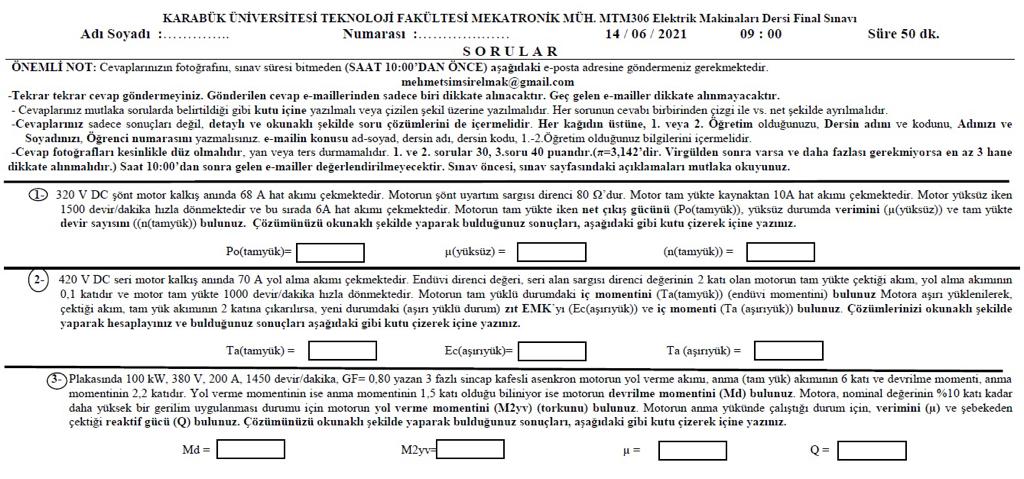 KARABÜK ÜNİVERSİTESİ TEKNOLOJİ FAKÜLTESİ MEKATRONİK MÜH. MTM306 Elektrik Makinaları Dersi Final Sınavı
Adı Soyadı :………….. Numarası :…………………. 14 / 06 / 2021 09 : 00 Süre 50 dk.
S O R U L A R
ÖNEMLİ NOT: Cevaplarınızın fotoğrafını, sınav süresi bitmeden (SAAT 10:00’DAN ÖNCE) aşağıdaki e-posta adresine göndermeniz gerekmektedir.
mehmetsimsirelmak@gmail.com
-Tekrar tekrar cevap göndermeyiniz. Gönderilen cevap e-maillerinden sadece biri dikkate alınacaktır. Geç gelen e-mailler dikkate alınmayacaktır.
- Cevaplarınız mutlaka sorularda belirtildiği gibi kutu içine yazılmalı veya çizilen şekil üzerine yazılmalıdır. Her sorunun cevabı birbirinden çizgi ile vs. net şekilde ayrılmalıdır.
-Cevaplarınız sadece sonuçları değil, detaylı ve okunaklı şekilde soru çözümlerini de içermelidir. Her kağıdın üstüne, 1. veya 2. Öğretim olduğunuzu, Dersin adını ve kodunu, Adınızı ve
Soyadınızı, Öğrenci numarasını yazmalısınız. e-mailin konusu ad-soyad, dersin adı, dersin kodu, 1.-2.Öğretim olduğunuz bilgilerini içermelidir.
-Cevap fotoğrafları kesinlikle düz olmalıdır, yan veya ters durmamalıdır. 1. ve 2. sorular 30, 3.soru 40 puandır.(π=3,142’dir. Virgülden sonra varsa ve daha fazlası gerekmiyorsa en az 3 hane
dikkate alınmalıdır.) Saat 10:00’dan sonra gelen e-mailler değerlendirilmeyecektir. Sınav öncesi, sınav sayfasındaki açıklamaları mutlaka okuyunuz.
1- 320 V DC şönt motor kalkış anında 68 A hat akımı çekmektedir. Motorun şönt uyartım sargısı direnci 80 Ω’dur. Motor tam yükte kaynaktan 10A hat akımı çekmektedir. Motor yüksüz iken
1500 devir/dakika hızla dönmektedir ve bu sırada 6A hat akımı çekmektedir. Motorun tam yükte iken net çıkış gücünü (Po(tamyük)), yüksüz durumda verimini (μ(yüksüz)) ve tam yükte
devir sayısını ((n(tamyük)) bulunuz. Çözümünüzü okunaklı şekilde yaparak bulduğunuz sonuçları, aşağıdaki gibi kutu çizerek içine yazınız.
Po(tamyük)= μ(yüksüz) = (n(tamyük)) =
2- 420 V DC seri motor kalkış anında 70 A yol alma akımı çekmektedir. Endüvi direnci değeri, seri alan sargısı direnci değerinin 2 katı olan motorun tam yükte çektiği akım, yol alma akımının
0,1 katıdır ve motor tam yükte 1000 devir/dakika hızla dönmektedir. Motorun tam yüklü durumdaki iç momentini (Ta(tamyük)) (endüvi momentini) bulunuz Motora aşırı yüklenilerek,
çektiği akım, tam yük akımının 2 katına çıkarılırsa, yeni durumdaki (aşırı yüklü durum) zıt EMK’yı (Ec(aşırıyük)) ve iç momenti (Ta (aşırıyük)) bulunuz. Çözümlerinizi okunaklı şekilde
yaparak hesaplayınız ve bulduğunuz sonuçları aşağıdaki gibi kutu çizerek içine yazınız.
Ta(tamyük) = Ec(aşırıyük)= Ta (aşırıyük) =
3- Plakasında 100 kW, 380 V, 200 A, 1450 devir/dakika, GF= 0,80 yazan 3 fazlı sincap kafesli asenkron motorun yol verme akımı, anma (tam yük) akımının 6 katı ve devrilme momenti, anma
momentinin 2,2 katıdır. Yol verme momentinin ise anma momentinin 1,5 katı olduğu biliniyor ise motorun devrilme momentini (Md) bulunuz. Motora, nominal değerinin %10 katı kadar
daha yüksek bir gerilim uygulanması durumu için motorun yol verme momentini (M2yv) (torkunu) bulunuz. Motorun anma yükünde çalıştığı durum için, verimini (μ) ve şebekeden
çektiği reaktif gücü (Q) bulunuz. Çözümünüzü okunaklı şekilde yaparak bulduğunuz sonuçları, aşağıdaki gibi kutu çizerek içine yazınız.
Md = M2yv= μ = Q =